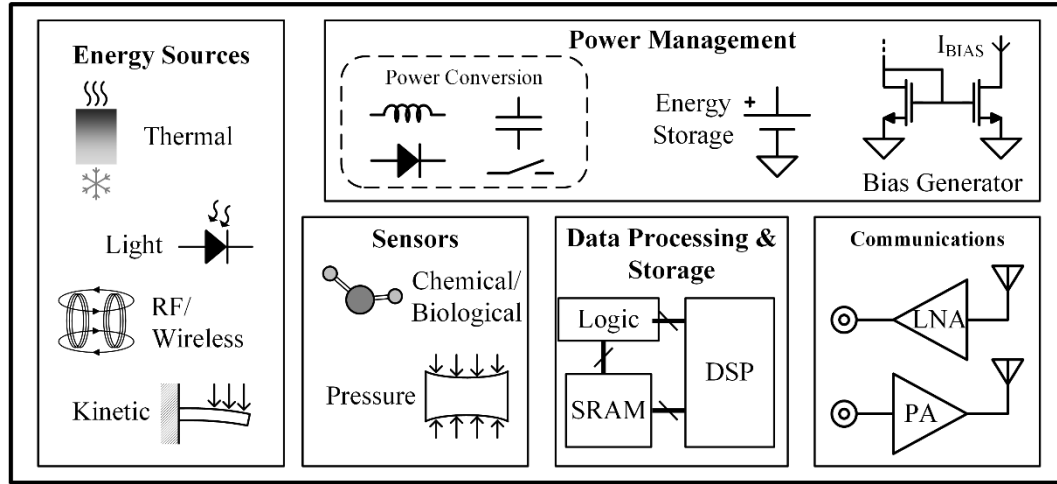 Energy Sources
Thermal
Light
RF/
Wireless
Kinetic
Power Management
Power Conversion
+
Energy
Storage
I_BIAS
Bias Generator
Sensors
Chemical/
Biological
Pressure
Data Processing &
Storage
Logic
SRAM
DSP
Communications
LNA
PA